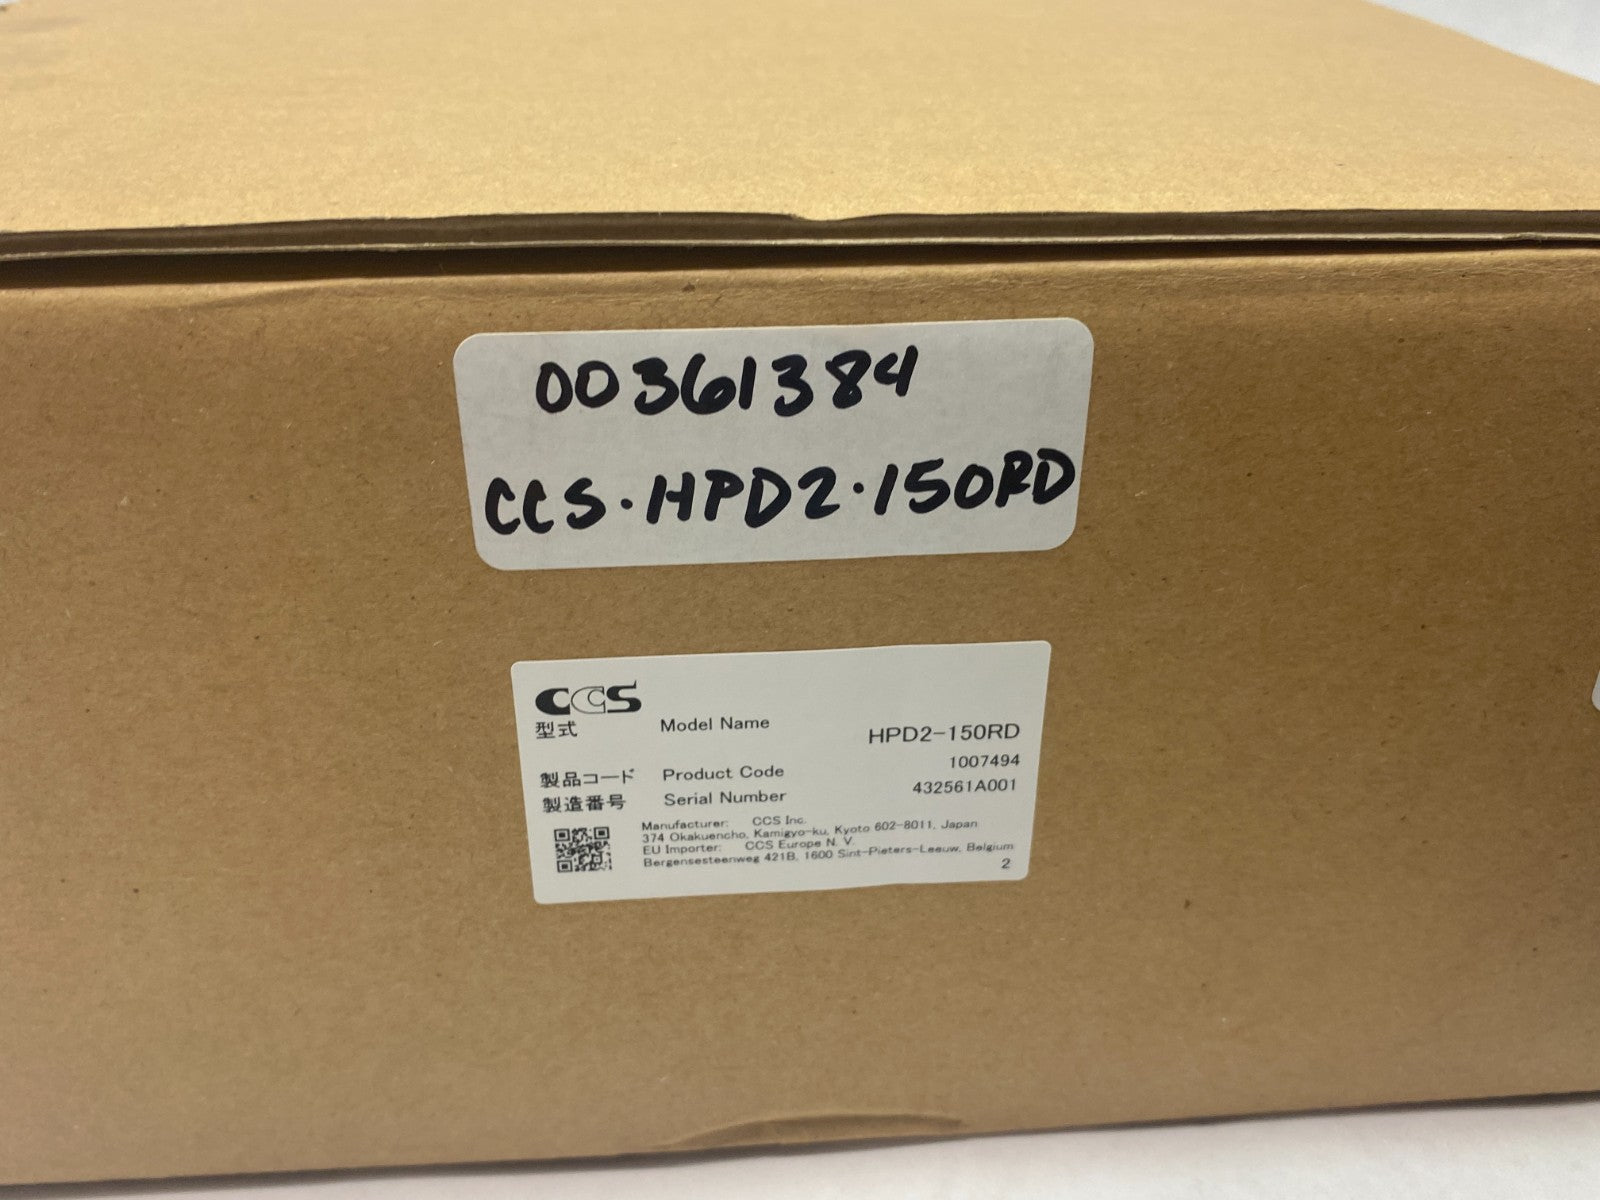 00361384
CCS·HPD2·150RD
CCS
型式 Model Name HPD2-150RD
製品コード Product Code 1007494
製造番号 Serial Number 432561A001
Manufacturer: CCS Inc.
374 Okakuencho, Kamigyo-ku, Kyoto 602-8011, Japan
EU Importer: CCS Europe N. V.
Bergensesteenweg 421B, 1600 Sint-Pieters-Leeuw, Belgium
2